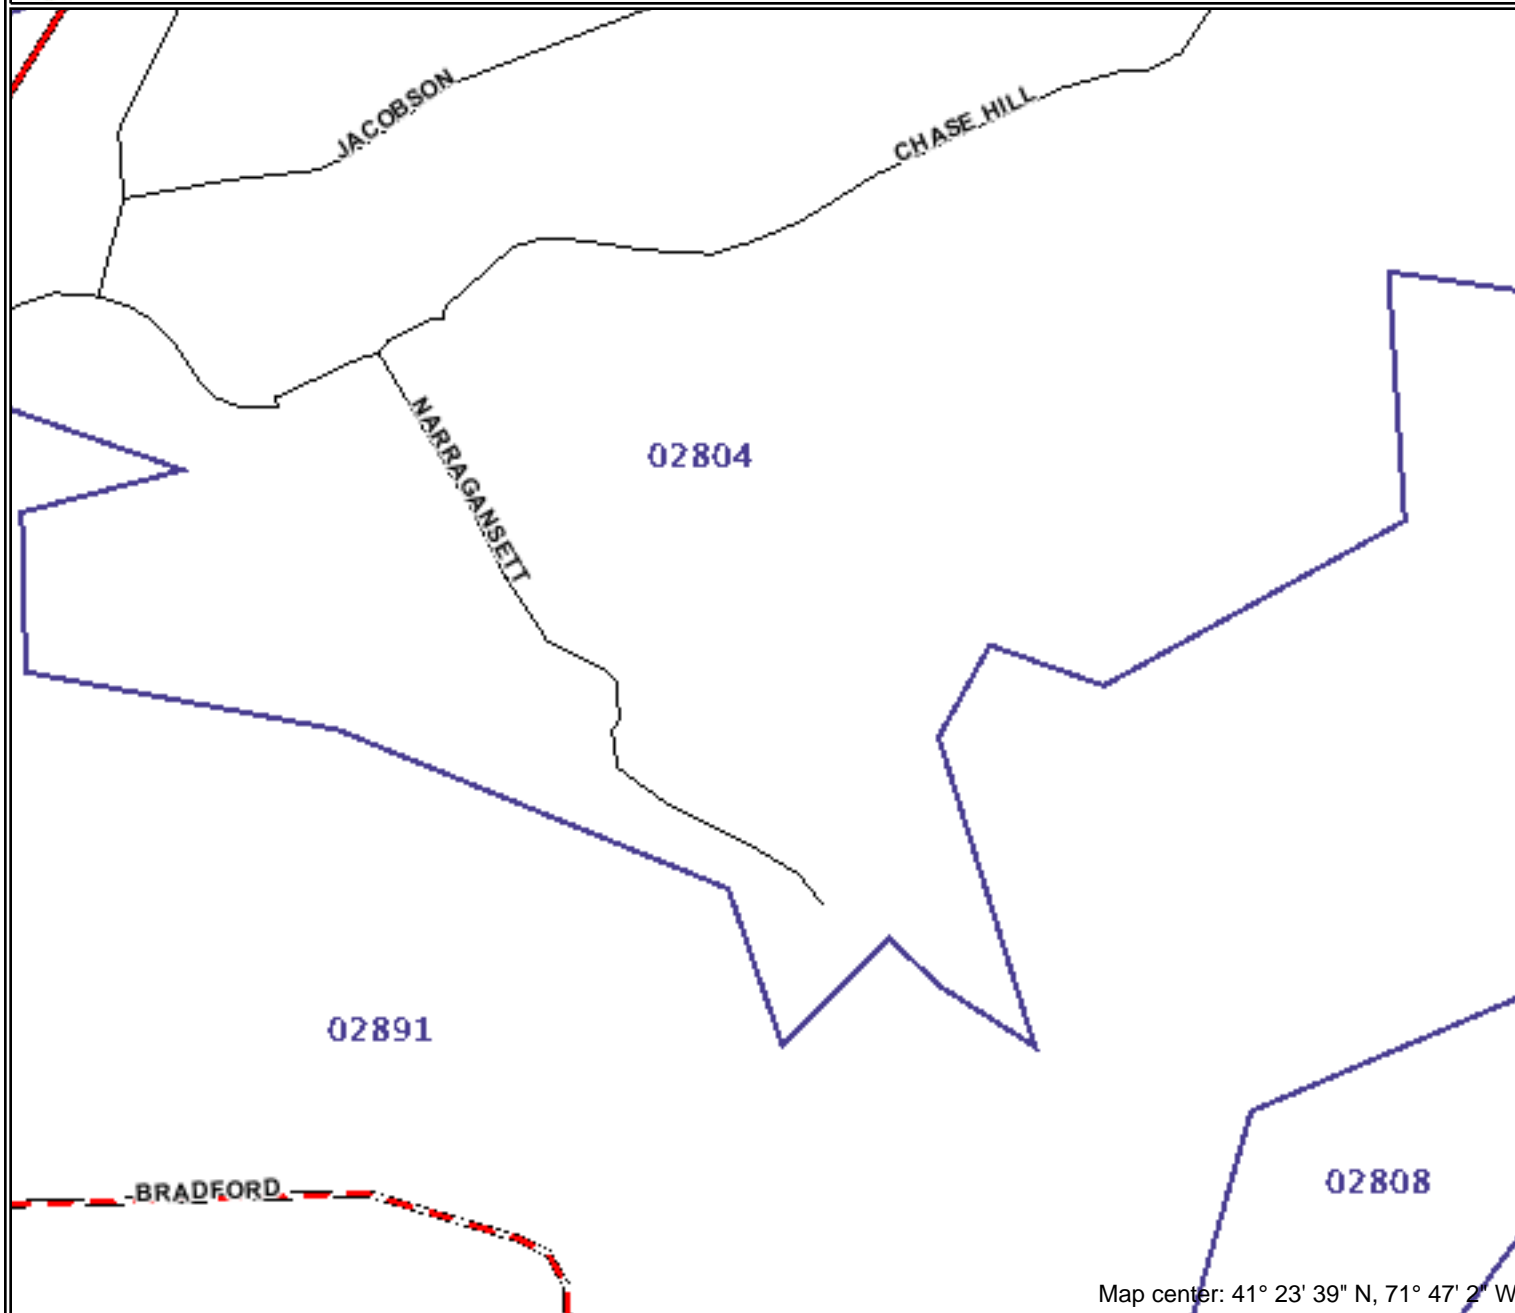 JACOBSON
CHASE HILL
NARRAGANSETT
02804
02891
BRADFORD
02808
Map center: 41° 23' 39" N, 71° 47' 2" W